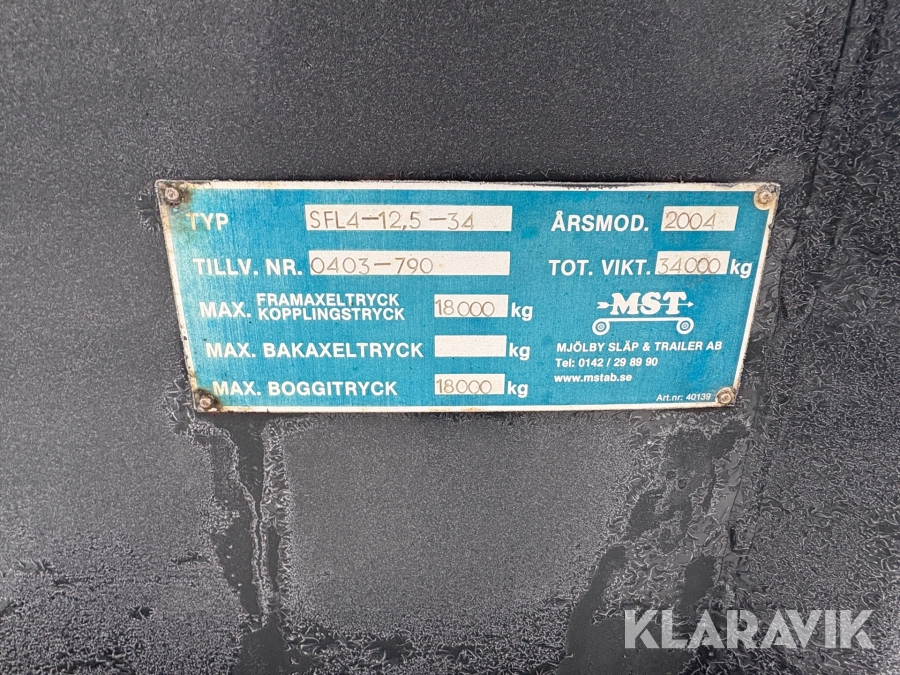 TYP SFL4-12,5-34 ÅRSMOD. 2004
TILLV. NR. 0403-790 TOT. VIKT. 34000 kg
MAX. FRAMAXELTRYCK
KOPPLINGSTRYCK 18000 kg
MAX. BAKAXELTRYCK kg
MAX. BOGGITRYCK 18000 kg
MST
MJÖLBY SLÄP & TRAILER AB
Tel: 0142 / 29 89 90
www.mstab.se
Art.nr: 40139
KLARAVIK